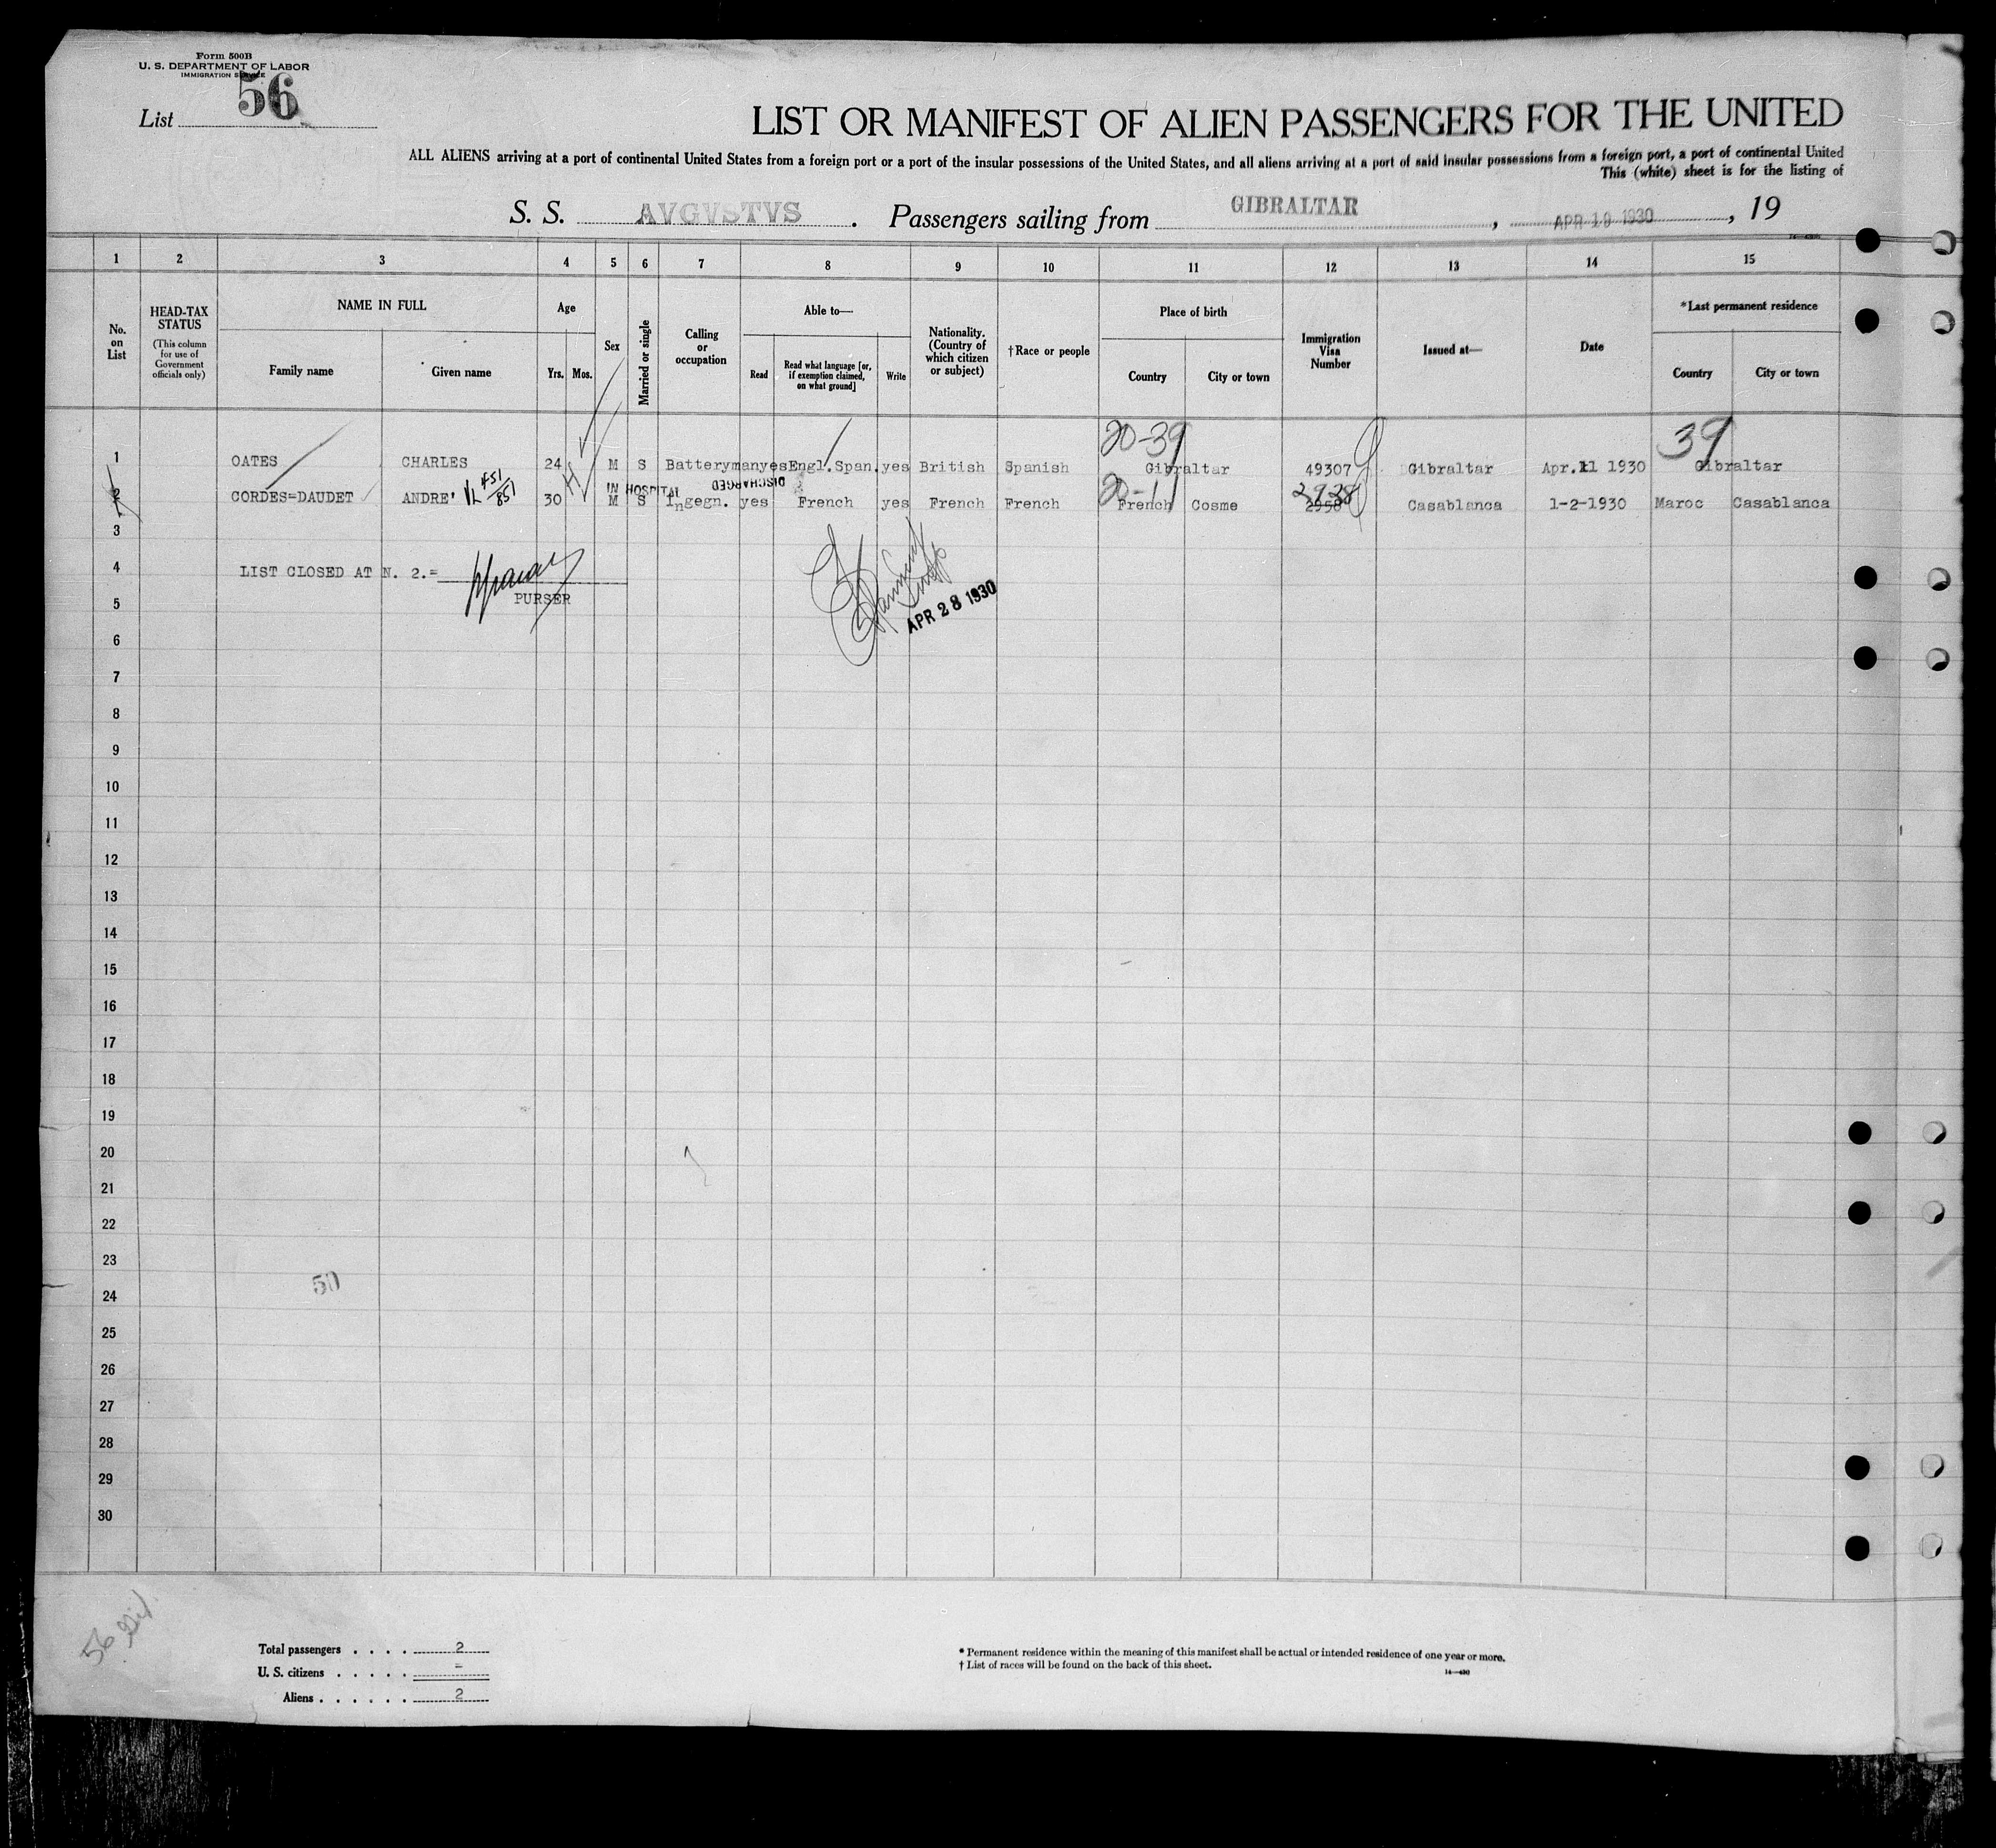 Form 500B
U. S. DEPARTMENT OF LABOR
IMMIGRATION SERVICE
List 56
LIST OR MANIFEST OF ALIEN PASSENGERS FOR THE UNITED
ALL ALIENS arriving at a port of continental United States from a foreign port or a port of the insular possessions of the United States, and all aliens arriving at a port of said insular possessions from a foreign port, a port of continental United
This (white) sheet is for the listing of
S. S. AVGVSTVS. Passengers sailing from GIBRALTAR, APR 19 1930, 19
1 2 3 4 5 6 7 8 9 10 11 12 13 14 15
No. on List
HEAD-TAX STATUS (This column for use of Government officials only)
NAME IN FULL
Family name Given name
Age
Yrs. Mos.
Sex
Married or single
Calling or occupation
Able to—
Read
Read what language [or, if exemption claimed, on what ground]
Write
Nationality. (Country of which citizen or subject)
†Race or people
Place of birth
Country City or town
Immigration Visa Number
Issued at—
Date
*Last permanent residence
Country City or town
20-39 39
1 OATES CHARLES 24 M S Batteryman yes Engl.Span. yes British Spanish Gibraltar 49307 Gibraltar Apr.11 1930 Gibraltar
IN HOSPITAL DISCHARGED
20-11 2928
2 CORDES=DAUDET ANDRE' 451/851 30 M S Ingegn. yes French yes French French French Cosme 2958 Casablanca 1-2-1930 Maroc Casablanca
3
4 LIST CLOSED AT N. 2.=
5 PURSER APR 28 1930
6
7
8
9
10
11
12
13
14
15
16
17
18
19
20
21
22
23
50
24
25
26
27
28
29
30
56 Gib.
Total passengers . . . . 2
U. S. citizens . . . . . =
Aliens . . . . . . 2
* Permanent residence within the meaning of this manifest shall be actual or intended residence of one year or more.
† List of races will be found on the back of this sheet.
14—430